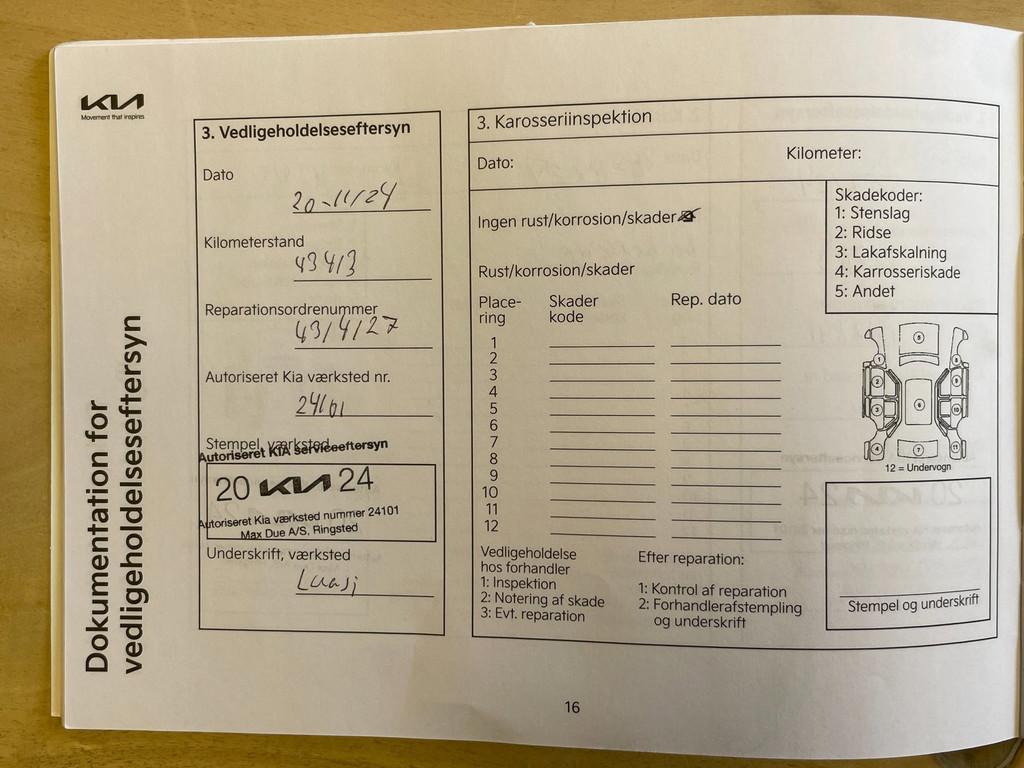 KIA
Movement that inspires
Dokumentation for
vedligeholdelseseftersyn
3. Vedligeholdelseseftersyn
Dato
20-11/24
Kilometerstand
43413
Reparationsordrenummer
Autoriseret Kia værksted nr.
24101
Stempel, værksted
Autoriseret KIA serviceeftersyn
20 KIA 24
Autoriseret Kia værksted nummer 24101
Max Due A/S, Ringsted
Underskrift, værksted
3. Karosseriinspektion
Dato:
Kilometer:
Ingen rust/korrosion/skader
Rust/korrosion/skader
Place-
ring
Skader
kode
Rep. dato
1
2
3
4
5
6
7
8
9
10
11
12
Skadekoder:
1: Stenslag
2: Ridse
3: Lakafskalning
4: Karrosseriskade
5: Andet
12 = Undervogn
Vedligeholdelse
hos forhandler
1: Inspektion
2: Notering af skade
3: Evt. reparation
Efter reparation:
1: Kontrol af reparation
2: Forhandlerafstempling
og underskrift
Stempel og underskrift
16